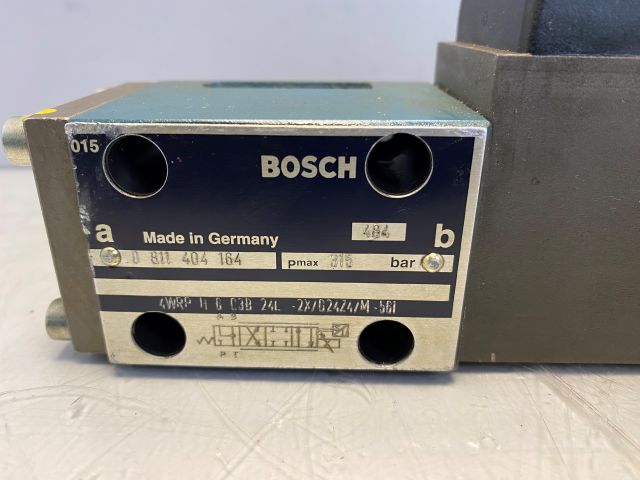 015
BOSCH
484
a
Made in Germany
b
0 811 404 164
pmax 315 bar
4WRP H 6 C3B 24L -2X/G24Z4/M -561
A B
P T